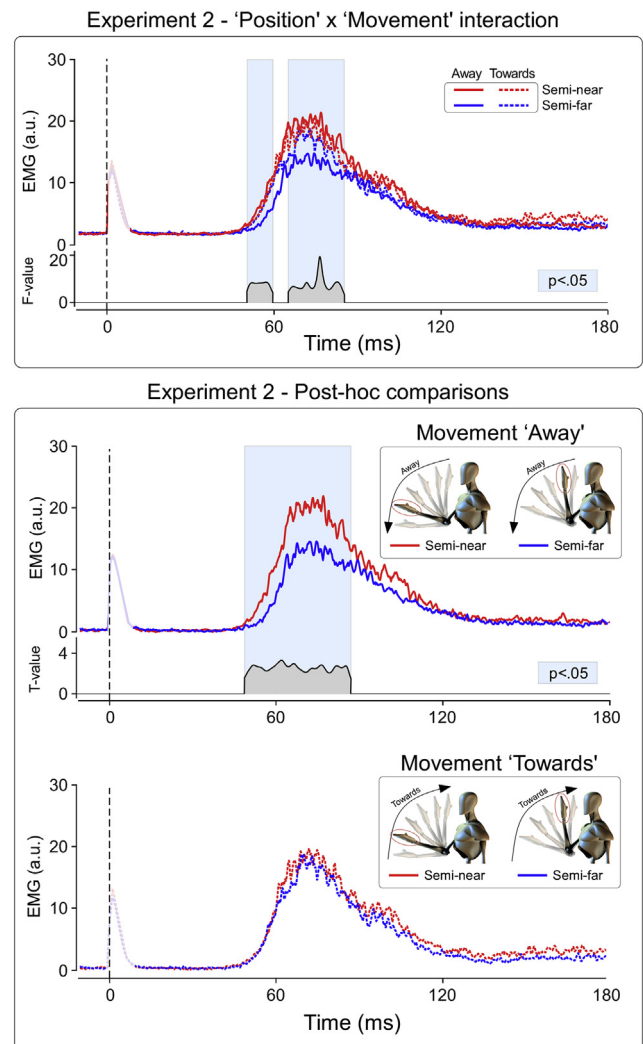 Experiment 2 - 'Position' x 'Movement' interaction
30
20
10
0
EMG (a.u.)
Away Towards
Semi-near
Semi-far
20
0
F-value
p<.05
0 60 120 180
Time (ms)
Experiment 2 - Post-hoc comparisons
Movement 'Away'
30
20
10
0
EMG (a.u.)
Away
Away
Semi-near
Semi-far
4
2
0
T-value
p<.05
0 60 120 180
Movement 'Towards'
30
20
10
0
EMG (a.u.)
Towards
Towards
Semi-near
Semi-far
0 60 120 180
Time (ms)